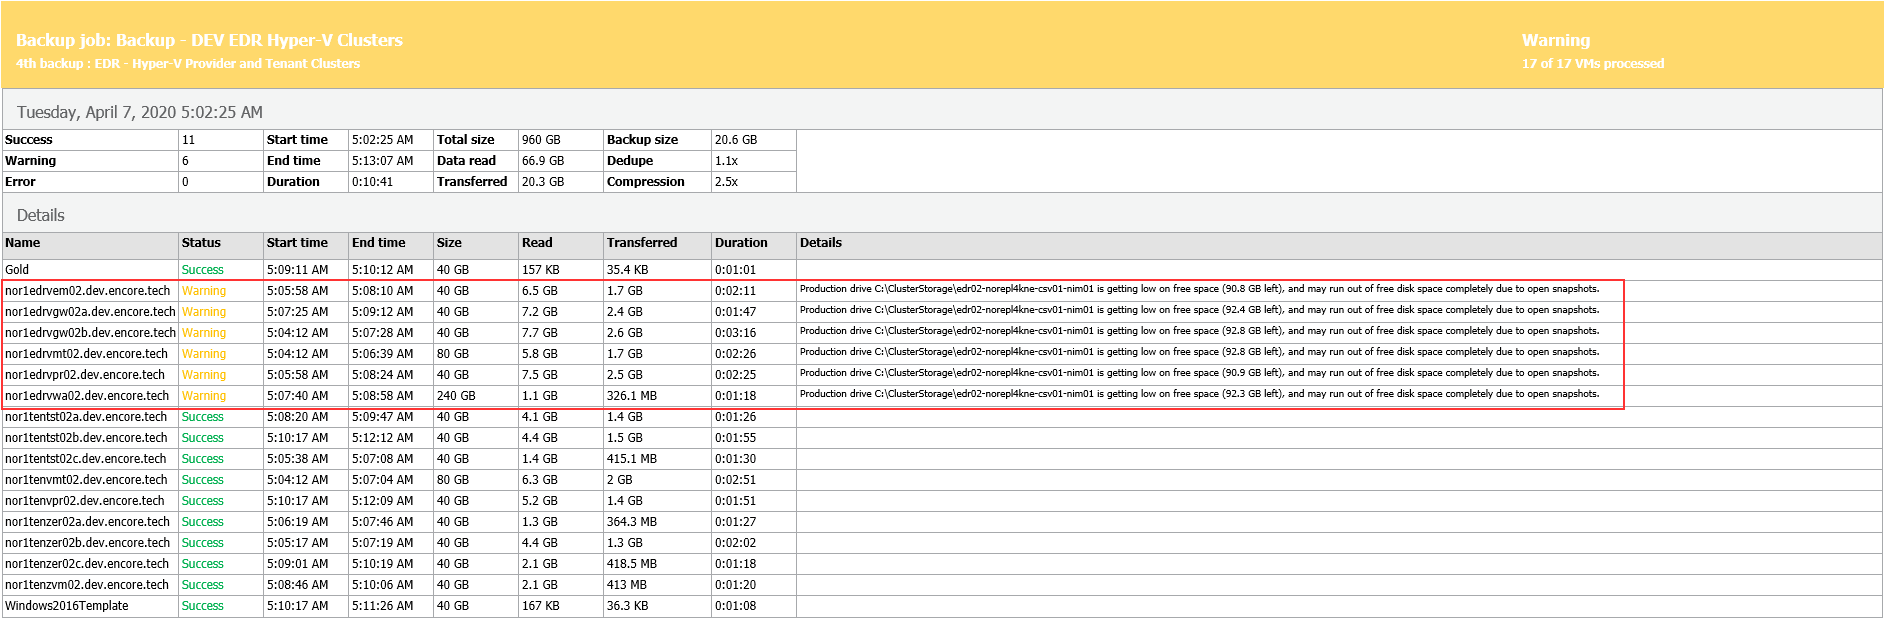 Backup job: Backup - DEV EDR Hyper-V Clusters Warning
4th backup : EDR - Hyper-V Provider and Tenant Clusters 17 of 17 VMs processed
Tuesday, April 7, 2020 5:02:25 AM
Success 11 Start time 5:02:25 AM Total size 960 GB Backup size 20.6 GB
Warning 6 End time 5:13:07 AM Data read 66.9 GB Dedupe 1.1x
Error 0 Duration 0:10:41 Transferred 20.3 GB Compression 2.5x
Details
Name Status Start time End time Size Read Transferred Duration Details
Gold Success 5:09:11 AM 5:10:12 AM 40 GB 157 KB 35.4 KB 0:01:01
nor1edrvem02.dev.encore.tech Warning 5:05:58 AM 5:08:10 AM 40 GB 6.5 GB 1.7 GB 0:02:11 Production drive C:\ClusterStorage\edr02-norepl4kne-csv01-nim01 is getting low on free space (90.8 GB left), and may run out of free disk space completely due to open snapshots.
nor1edrvgw02a.dev.encore.tech Warning 5:07:25 AM 5:09:12 AM 40 GB 7.2 GB 2.4 GB 0:01:47 Production drive C:\ClusterStorage\edr02-norepl4kne-csv01-nim01 is getting low on free space (92.4 GB left), and may run out of free disk space completely due to open snapshots.
nor1edrvgw02b.dev.encore.tech Warning 5:04:12 AM 5:07:28 AM 40 GB 7.7 GB 2.6 GB 0:03:16 Production drive C:\ClusterStorage\edr02-norepl4kne-csv01-nim01 is getting low on free space (92.8 GB left), and may run out of free disk space completely due to open snapshots.
nor1edrvmt02.dev.encore.tech Warning 5:04:12 AM 5:06:39 AM 80 GB 5.8 GB 1.7 GB 0:02:26 Production drive C:\ClusterStorage\edr02-norepl4kne-csv01-nim01 is getting low on free space (92.8 GB left), and may run out of free disk space completely due to open snapshots.
nor1edrvpr02.dev.encore.tech Warning 5:05:58 AM 5:08:24 AM 40 GB 7.5 GB 2.5 GB 0:02:25 Production drive C:\ClusterStorage\edr02-norepl4kne-csv01-nim01 is getting low on free space (90.9 GB left), and may run out of free disk space completely due to open snapshots.
nor1edrvwa02.dev.encore.tech Warning 5:07:40 AM 5:08:58 AM 240 GB 1.1 GB 326.1 MB 0:01:18 Production drive C:\ClusterStorage\edr02-norepl4kne-csv01-nim01 is getting low on free space (92.3 GB left), and may run out of free disk space completely due to open snapshots.
nor1tentst02a.dev.encore.tech Success 5:08:20 AM 5:09:47 AM 40 GB 4.1 GB 1.4 GB 0:01:26
nor1tentst02b.dev.encore.tech Success 5:10:17 AM 5:12:12 AM 40 GB 4.4 GB 1.5 GB 0:01:55
nor1tentst02c.dev.encore.tech Success 5:05:38 AM 5:07:08 AM 40 GB 1.4 GB 415.1 MB 0:01:30
nor1tenvmt02.dev.encore.tech Success 5:04:12 AM 5:07:04 AM 80 GB 6.3 GB 2 GB 0:02:51
nor1tenvpr02.dev.encore.tech Success 5:10:17 AM 5:12:09 AM 40 GB 5.2 GB 1.4 GB 0:01:51
nor1tenzer02a.dev.encore.tech Success 5:06:19 AM 5:07:46 AM 40 GB 1.3 GB 364.3 MB 0:01:27
nor1tenzer02b.dev.encore.tech Success 5:05:17 AM 5:07:19 AM 40 GB 4.4 GB 1.3 GB 0:02:02
nor1tenzer02c.dev.encore.tech Success 5:09:01 AM 5:10:19 AM 40 GB 2.1 GB 418.5 MB 0:01:18
nor1tenzvm02.dev.encore.tech Success 5:08:46 AM 5:10:06 AM 40 GB 2.1 GB 413 MB 0:01:20
Windows2016Template Success 5:10:17 AM 5:11:26 AM 40 GB 167 KB 36.3 KB 0:01:08